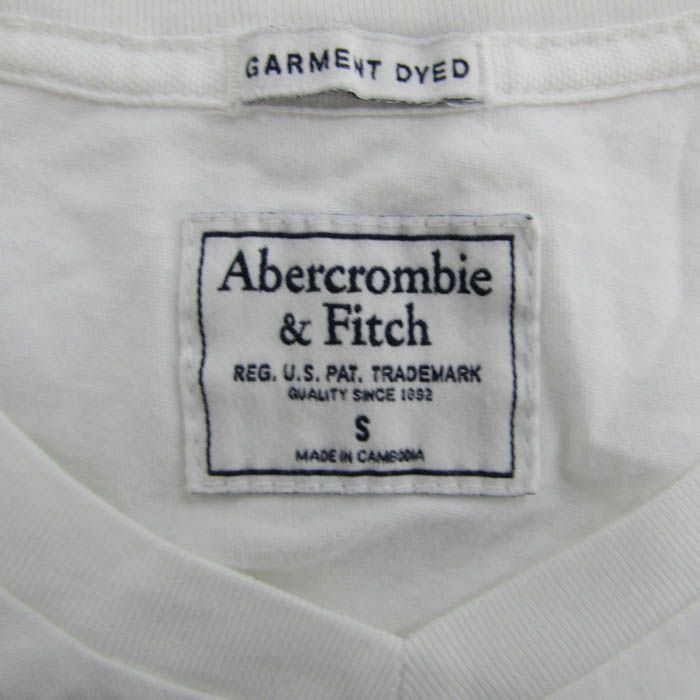 GARMENT DYED
Abercrombie
& Fitch
REG. U.S. PAT. TRADEMARK
QUALITY SINCE 1892
S
MADE IN CAMBODIA